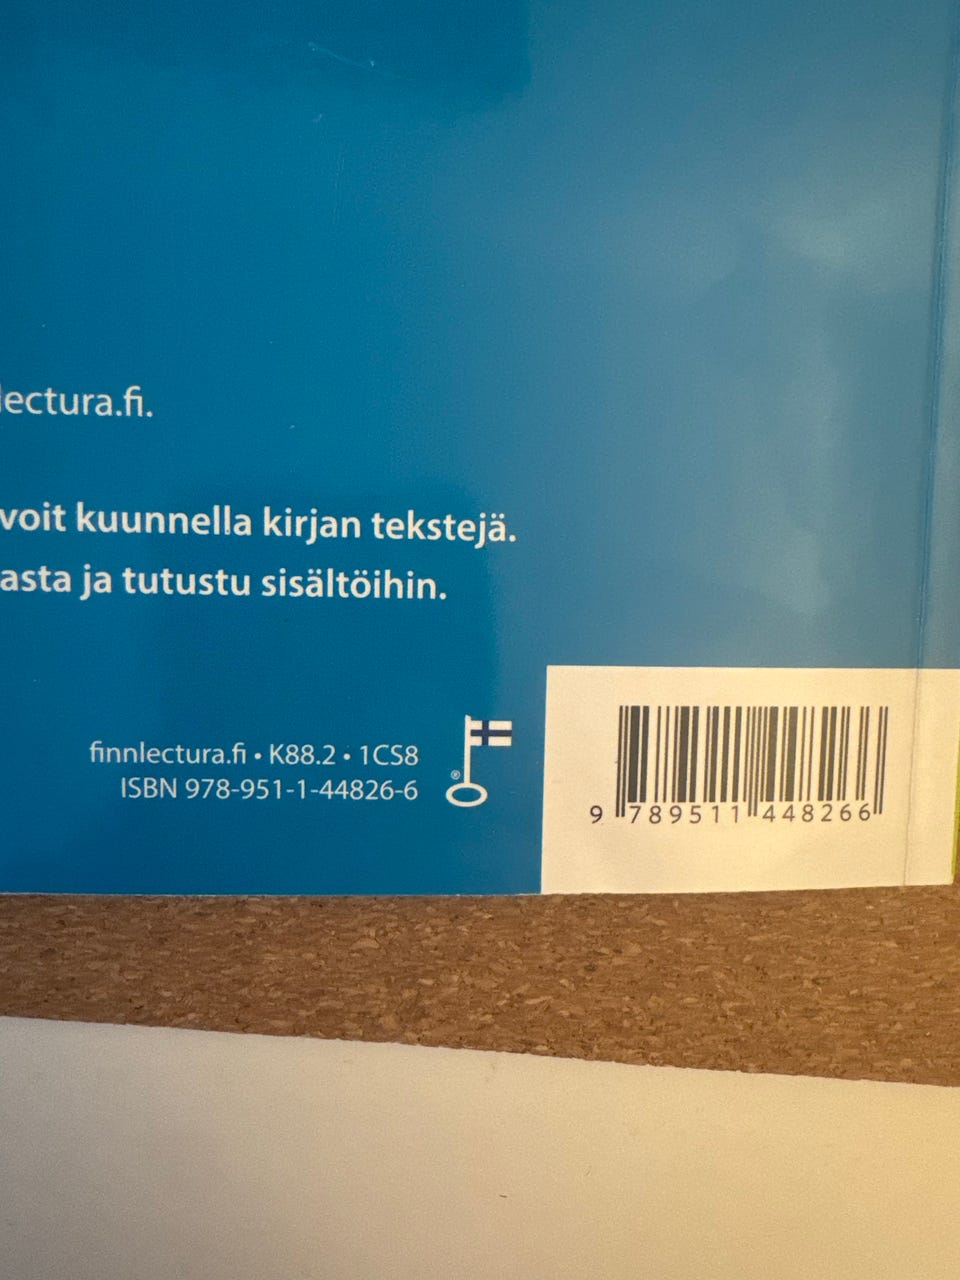 lectura.fi.
voit kuunnella kirjan tekstejä.
asta ja tutustu sisältöihin.
finnlectura.fi • K88.2 • 1CS8
ISBN 978-951-1-44826-6
®
9 789511 448266